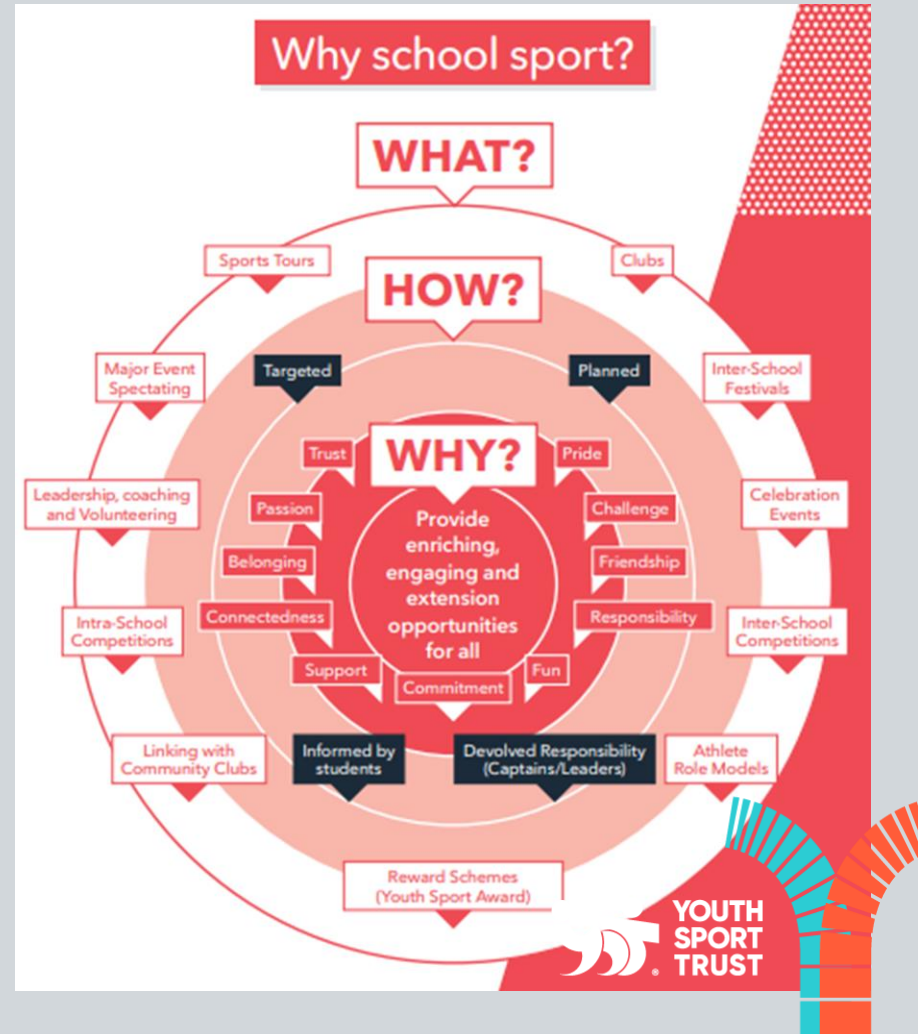 Why school sport?
WHAT?
Sports Tours
Clubs
HOW?
Major Event
Spectating
Targeted
Planned
Inter-School
Festivals
WHY?
Trust
Pride
Leadership, coaching
and Volunteering
Passion
Challenge
Celebration
Events
Provide
enriching,
engaging and
extension
opportunities
for all
Belonging
Friendship
Intra-School
Competitions
Connectedness
Responsibility
Inter-School
Competitions
Support
Commitment
Fun
Linking with
Community Clubs
Informed by
students
Devolved Responsibility
(Captains/Leaders)
Athlete
Role Models
Reward Schemes
(Youth Sport Award)
YOUTH
SPORT
TRUST